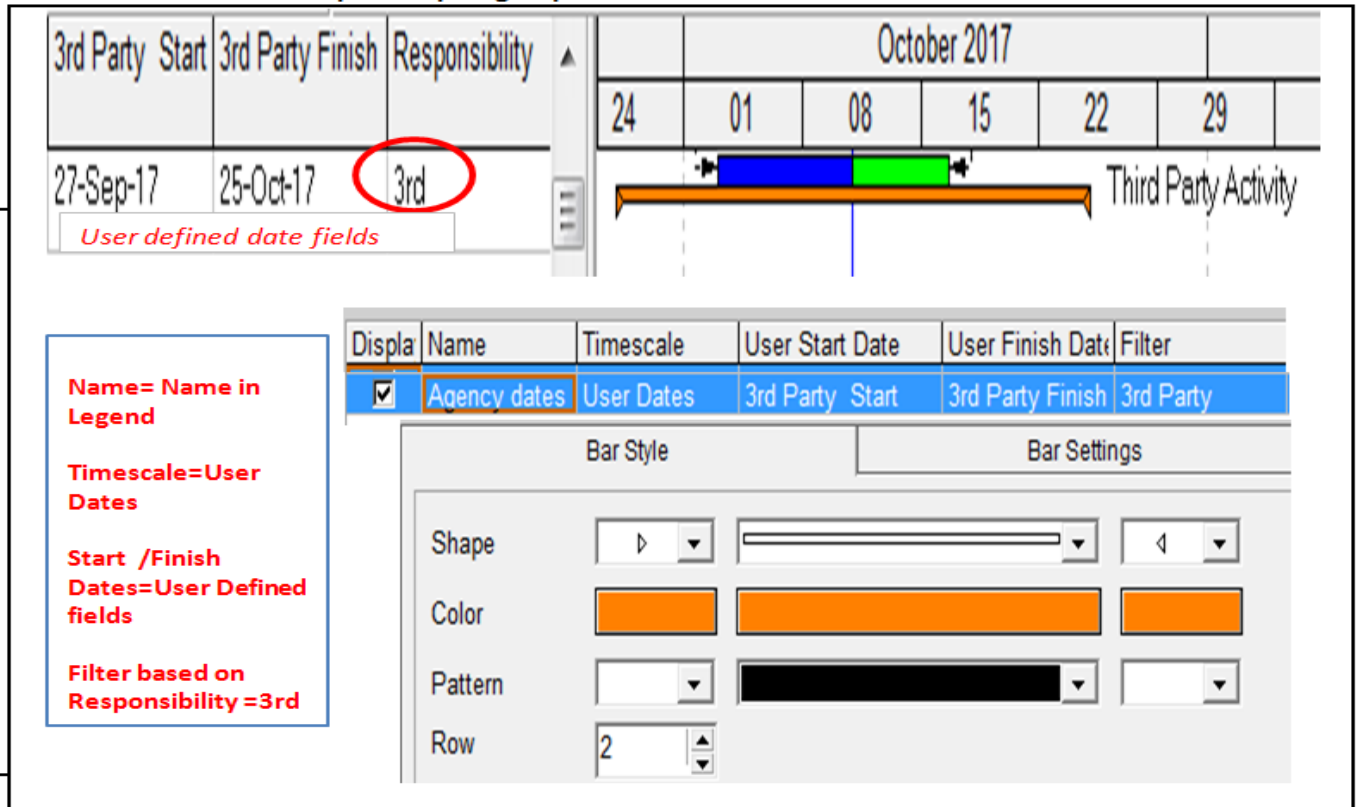 3rd Party Start 3rd Party Finish Responsibility
October 2017
24 01 08 15 22 29
27-Sep-17 25-Oct-17 3rd
Third Party Activity
User defined date fields
Name= Name in
Legend
Timescale=User
Dates
Start /Finish
Dates=User Defined
fields
Filter based on
Responsibility =3rd
Displa Name Timescale User Start Date User Finish Date Filter
Agency dates User Dates 3rd Party Start 3rd Party Finish 3rd Party
Bar Style Bar Settings
Shape
Color
Pattern
Row 2